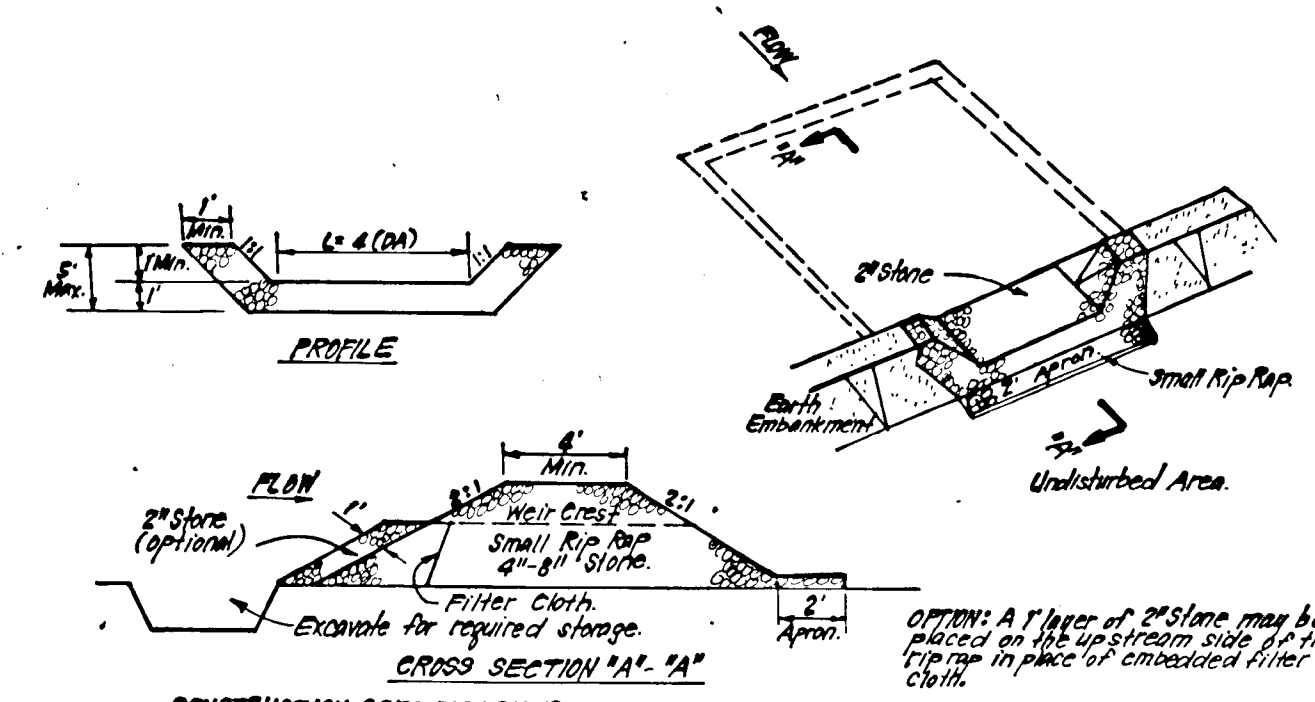 FLOW
"A"
1'
Min.
1:1
L= 4 (DA)
1:1
5'
Max.
1' Min.
1'
PROFILE
2" Stone
2' Apron.
Small Rip Rap.
Earth
Embankment
"A"
Undisturbed Area.
4'
Min.
FLOW
1'
2:1
2:1
2" Stone
(optional)
Weir Crest
Small Rip Rap
4"-8" Stone.
Filter Cloth.
Excavate for required storage.
2'
Apron.
CROSS SECTION "A"-"A"
OPTION: A 1' layer of 2" Stone may be
placed on the upstream side of
rip rap in place of embedded filter
cloth.